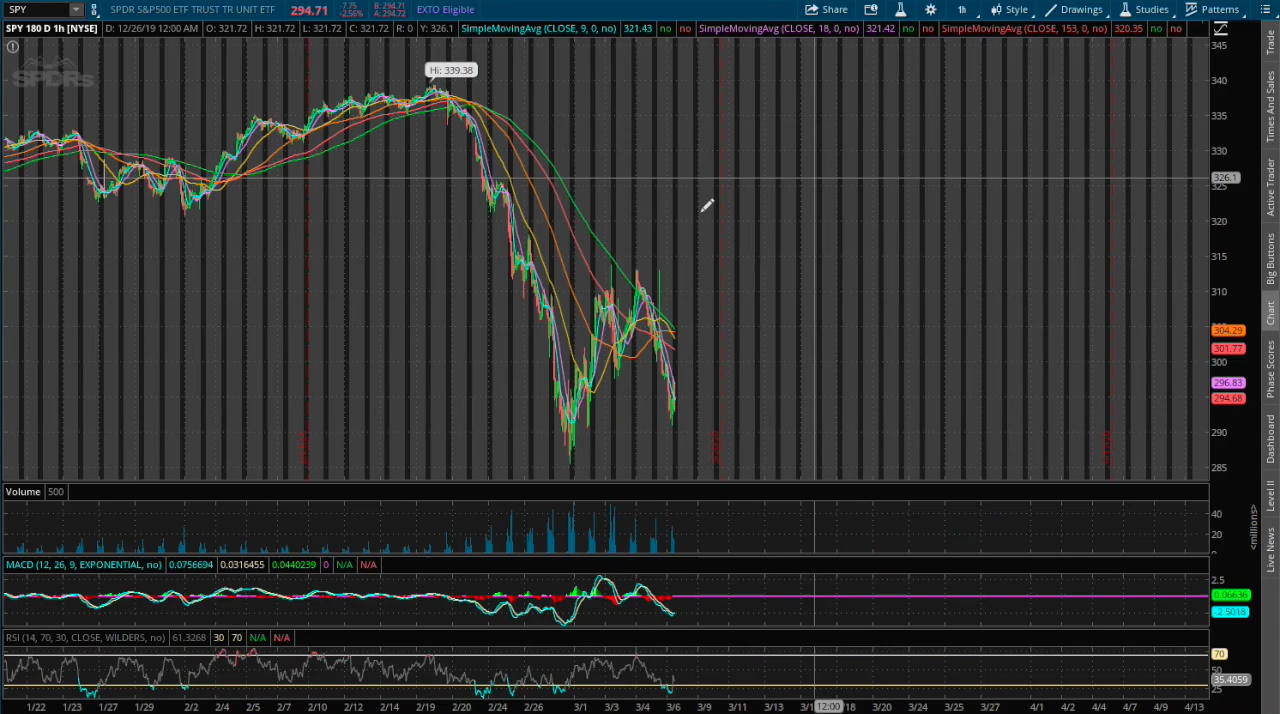 SPY SPDR S&P500 ETF TRUST TR UNIT ETF 294.71 -7.75 -2.56% B: 294.71 A: 294.72 EXTO Eligible Share 1h Style Drawings Studies Patterns
SPY 180 D 1h [NYSE] D: 12/26/19 12:00 AM O: 321.72 H: 321.72 L: 321.72 C: 321.72 R: 0 Y: 326.1 SimpleMovingAvg (CLOSE, 9, 0, no) 321.43 no no SimpleMovingAvg (CLOSE, 18, 0, no) 321.42 no no SimpleMovingAvg (CLOSE, 153, 0, no) 320.35 no no
SPDRs
Hi: 339.38
345
340
335
330
326.1
325
320
315
310
304.29
301.77
300
296.83
294.68
290
285
Trade
Times And Sales
Active Trader
Big Buttons
Chart
Phase Scores
Dashboard
Level II
Live News
Volume 500
40
20
0
<millions>
MACD (12, 26, 9, EXPONENTIAL, no) 0.0756694 0.0316455 0.0440239 0 N/A N/A
2.5
0.06636
-2.5018
RSI (14, 70, 30, CLOSE, WILDERS, no) 61.3268 30 70 N/A N/A
70
50
35.4059
25
1/22 1/23 1/27 1/29 2/2 2/4 2/5 2/7 2/10 2/12 2/14 2/19 2/20 2/24 2/26 3/1 3/3 3/4 3/6 3/9 3/11 3/13 12:00 3/18 3/20 3/23 3/25 3/27 4/1 4/2 4/6 4/7 4/9 4/13